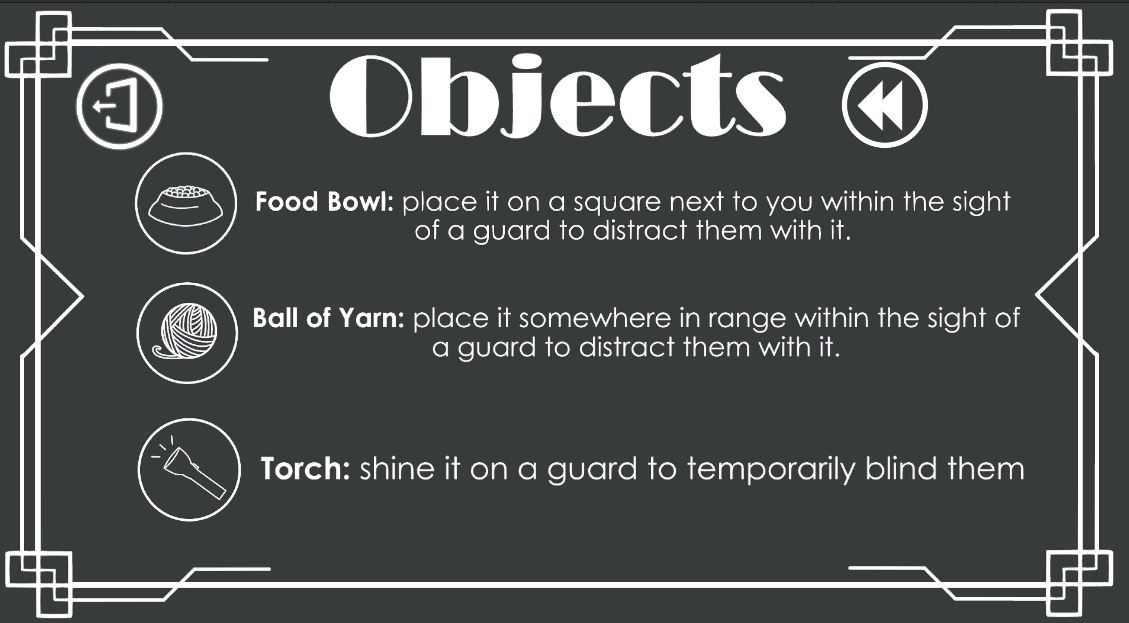 Objects
Food Bowl: place it on a square next to you within the sight
of a guard to distract them with it.
Ball of Yarn: place it somewhere in range within the sight of
a guard to distract them with it.
Torch: shine it on a guard to temporarily blind them